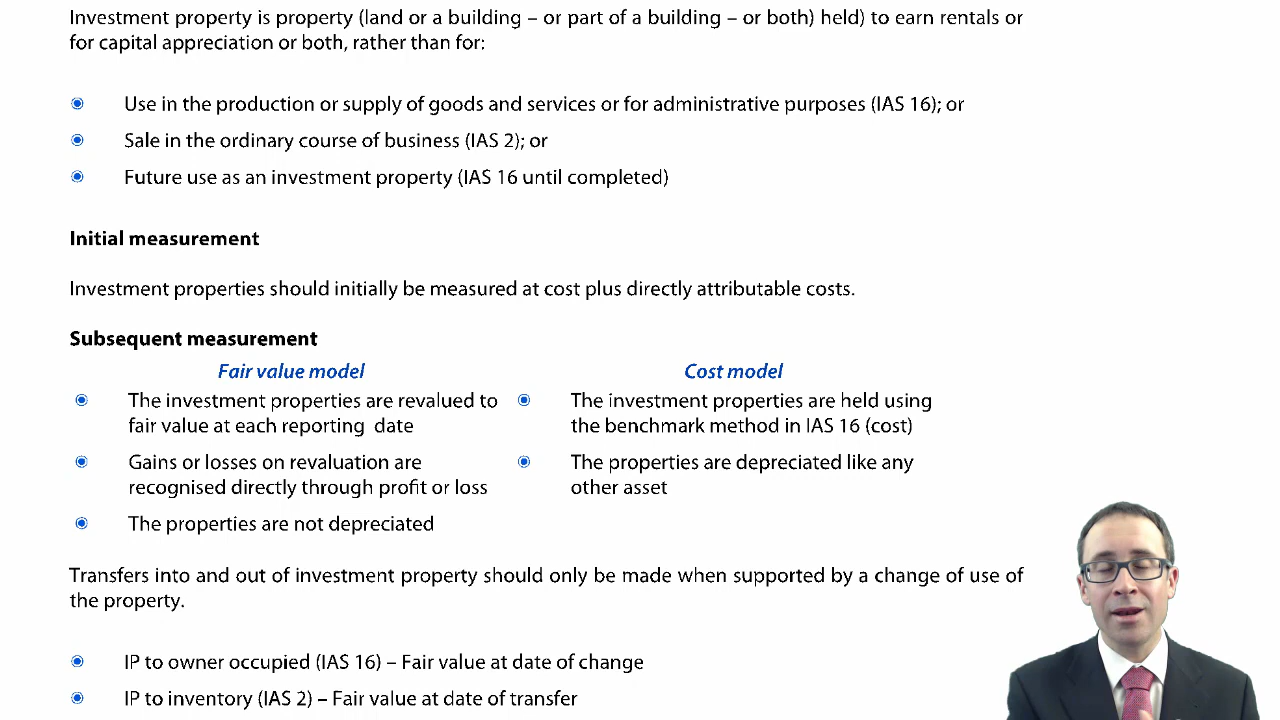 Investment property is property (land or a building – or part of a building – or both) held) to earn rentals or
for capital appreciation or both, rather than for:
Use in the production or supply of goods and services or for administrative purposes (IAS 16); or
Sale in the ordinary course of business (IAS 2); or
Future use as an investment property (IAS 16 until completed)
Initial measurement
Investment properties should initially be measured at cost plus directly attributable costs.
Subsequent measurement
Fair value model
The investment properties are revalued to
fair value at each reporting date
Gains or losses on revaluation are
recognised directly through profit or loss
The properties are not depreciated
Cost model
The investment properties are held using
the benchmark method in IAS 16 (cost)
The properties are depreciated like any
other asset
Transfers into and out of investment property should only be made when supported by a change of use of
the property.
IP to owner occupied (IAS 16) – Fair value at date of change
IP to inventory (IAS 2) – Fair value at date of transfer